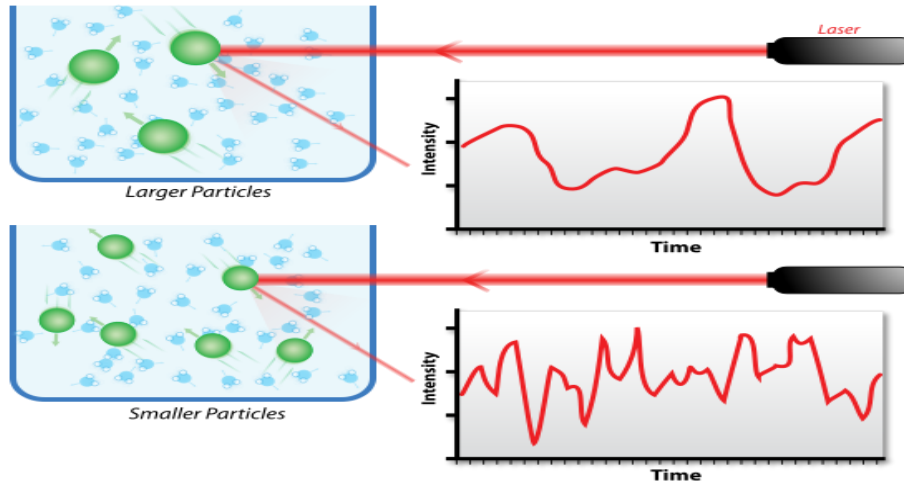 Laser
Intensity
Time
Larger Particles
Intensity
Time
Smaller Particles